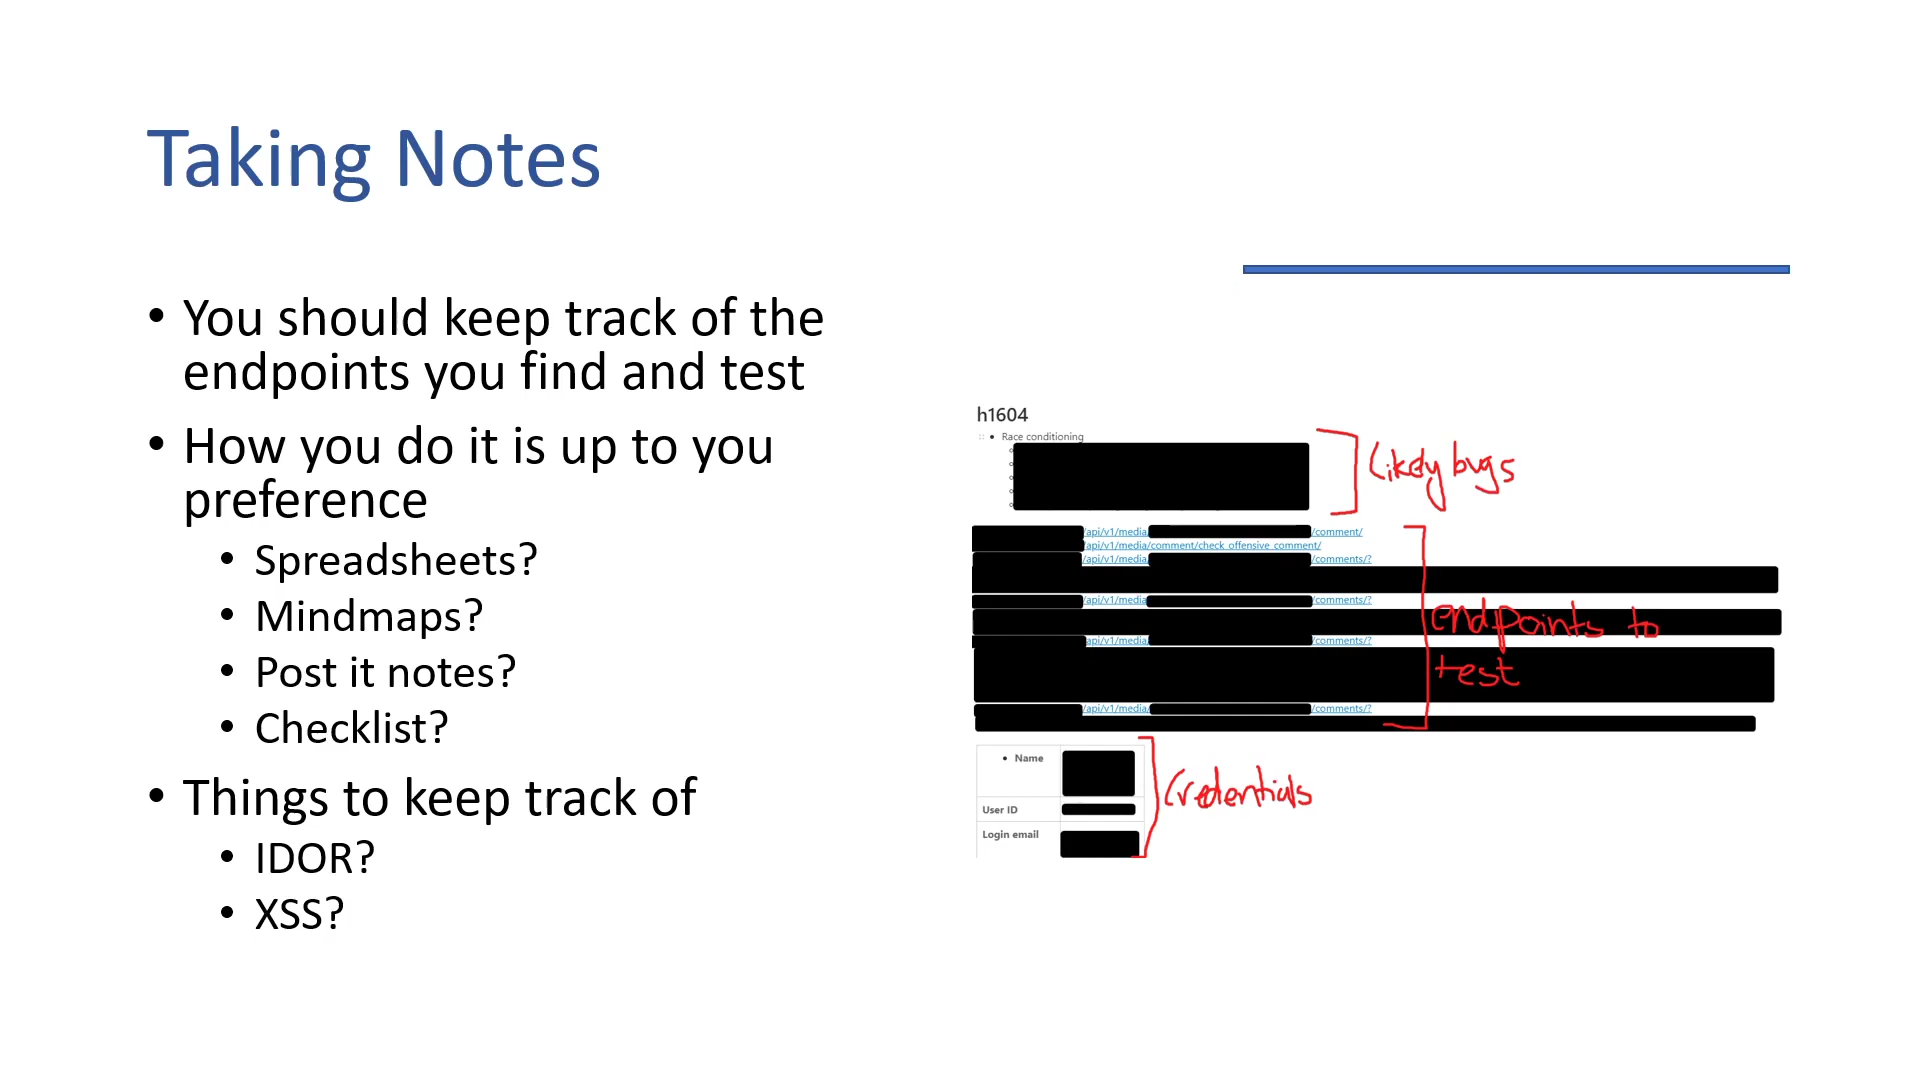 Taking Notes
• You should keep track of the
endpoints you find and test
• How you do it is up to you
preference
• Spreadsheets?
• Mindmaps?
• Post it notes?
• Checklist?
• Things to keep track of
• IDOR?
• XSS?
h1604
• Race conditioning
Likely bugs
/api/v1/media/ /comment/
/api/v1/media/comment/check_offensive_comment/
/api/v1/media/ /comments/?
/api/v1/media /comments/?
endpoints to
api/v1/media/ /comments/?
test
/api/v1/media/ /comments/?
• Name
credentials
User ID
Login email